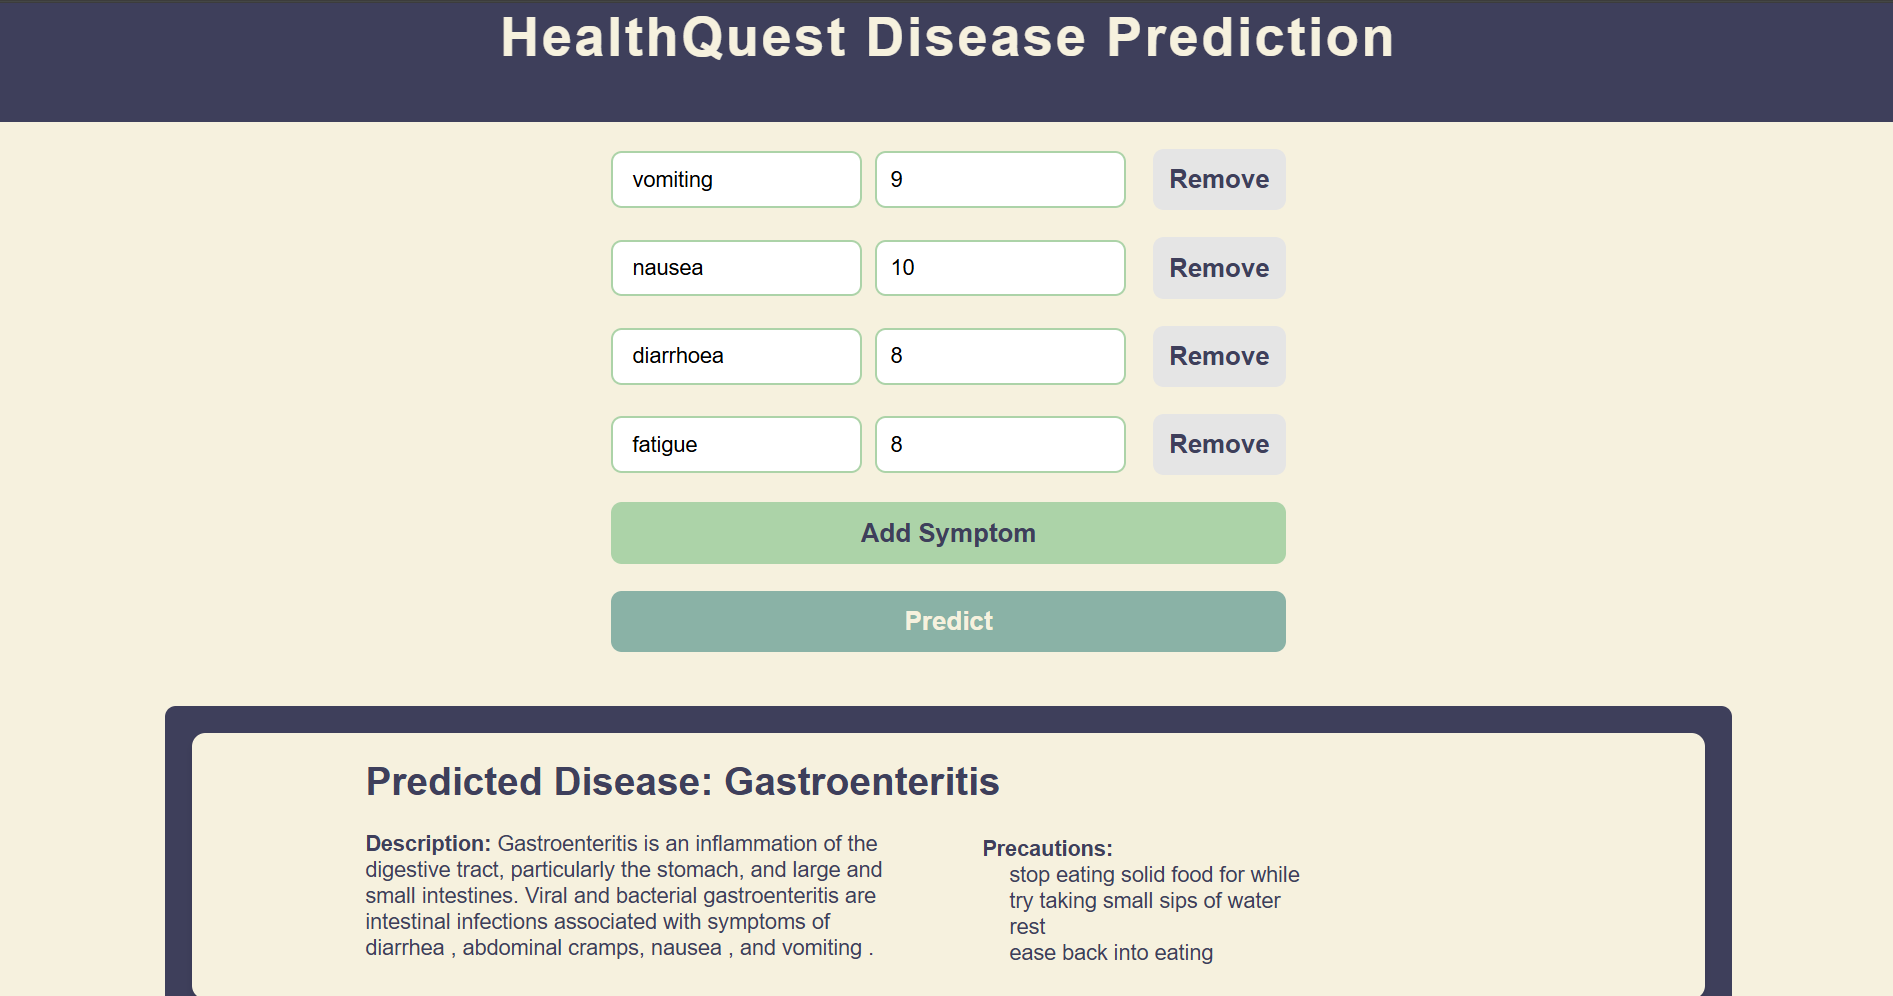 HealthQuest Disease Prediction
vomiting 9 Remove
nausea 10 Remove
diarrhoea 8 Remove
fatigue 8 Remove
Add Symptom
Predict
Predicted Disease: Gastroenteritis
Description: Gastroenteritis is an inflammation of the
digestive tract, particularly the stomach, and large and
small intestines. Viral and bacterial gastroenteritis are
intestinal infections associated with symptoms of
diarrhea , abdominal cramps, nausea , and vomiting .
Precautions:
stop eating solid food for while
try taking small sips of water
rest
ease back into eating